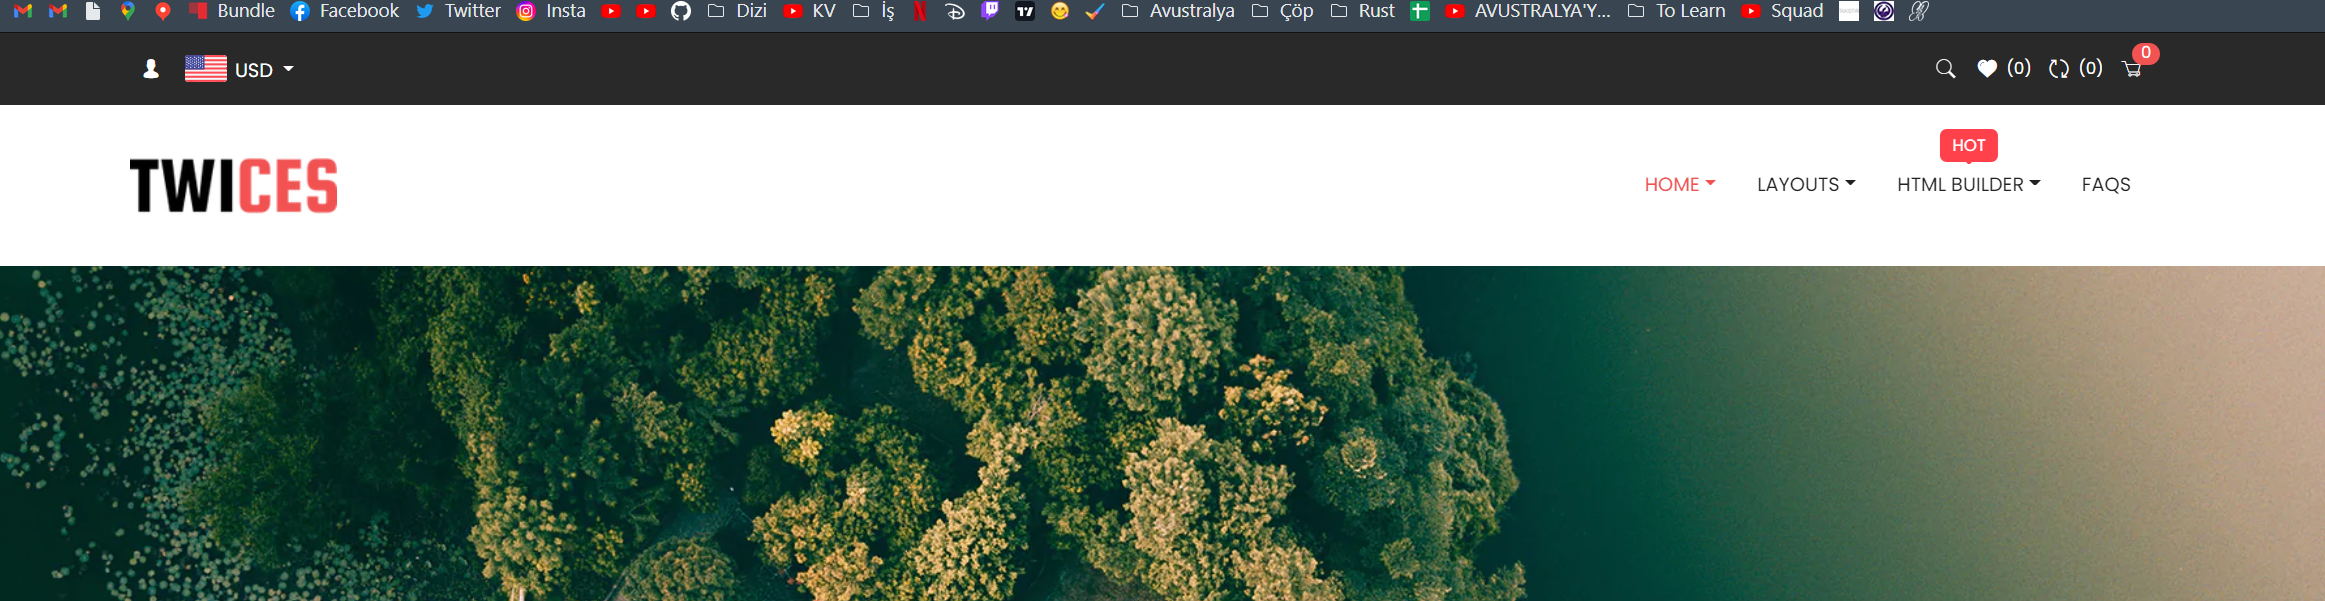 Bundle Facebook Twitter Insta Dizi KV İş Avustralya Çöp Rust AVUSTRALYA'Y... To Learn Squad
USD (0) (0) 0
HOT
TWICES HOME LAYOUTS HTML BUILDER FAQS